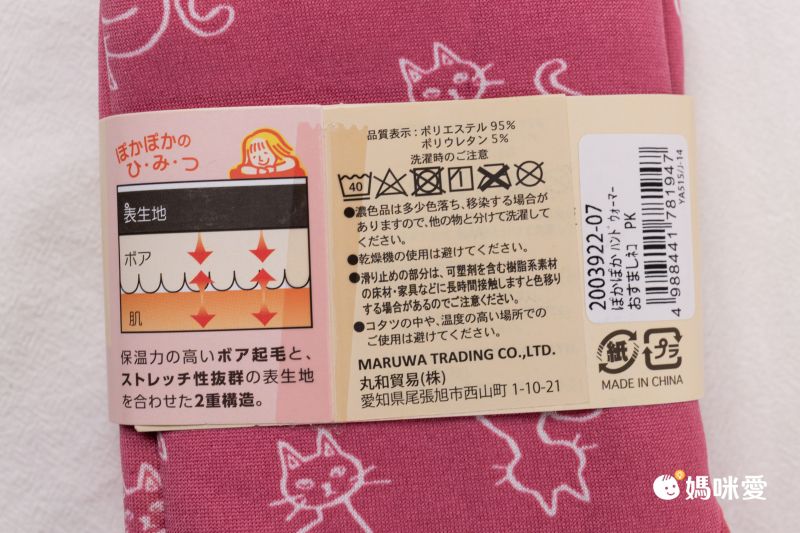 ぽかぽかの
ひ・み・つ
表生地
ボア
肌
保温力の高いボア起毛と、
ストレッチ性抜群の表生地
を合わせた2重構造。
品質表示：ポリエステル 95%
ポリウレタン 5%
洗濯時のご注意
40
●濃色品は多少色落ち、移染する場合が
ありますので、他の物と分けて洗濯して
ください。
●乾燥機の使用は避けてください。
●滑り止めの部分は、可塑剤を含む樹脂系素材
の床材・家具などに長時間接触しますと色移り
する場合があるのでご注意ください。
●コタツの中や、温度の高い場所での
ご使用は避けてください。
MARUWA TRADING CO.,LTD.
丸和貿易(株)
愛知県尾張旭市西山町 1-10-21
2003922-07
ぽかぽかハンドウォーマー
おすましネコ PK
4 988441 781947
YA515/J-14
紙
プラ
MADE IN CHINA
媽咪愛